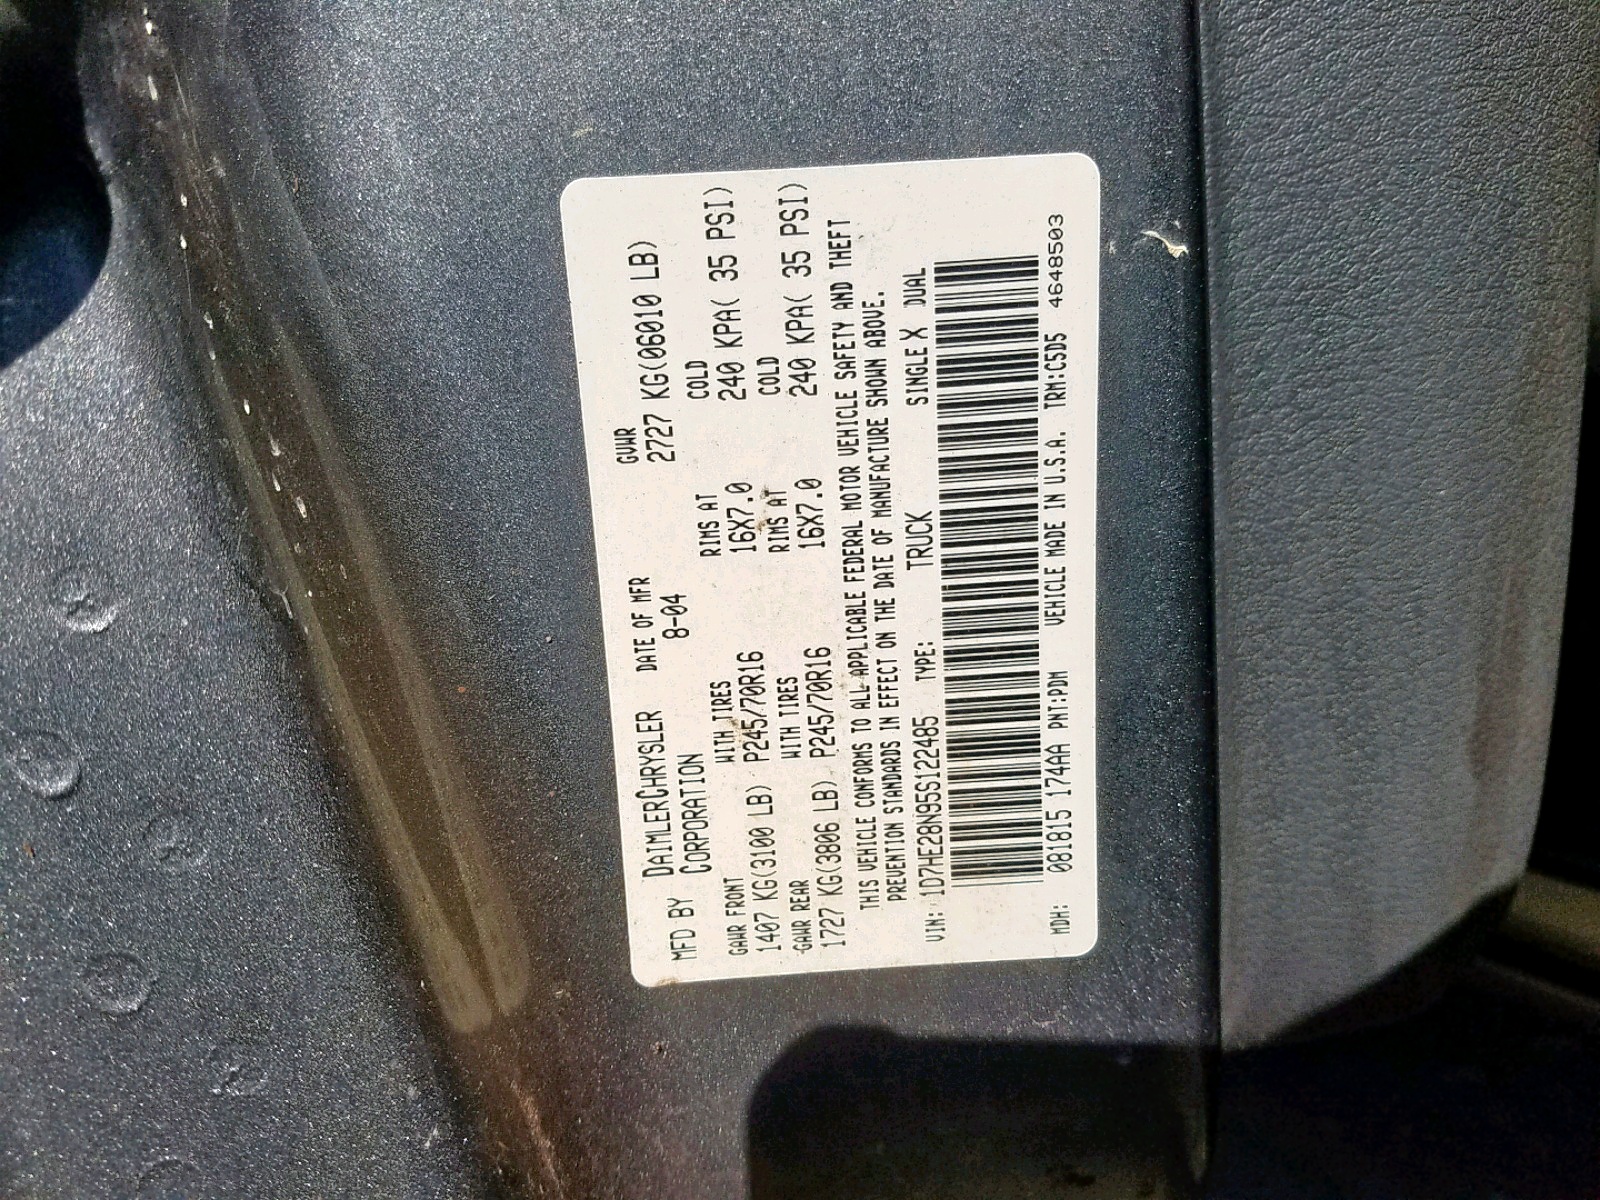 MFD BY DAIMLERCHRYSLER CORPORATION
DATE OF MFR 8-04
GVWR 2727 KG(06010 LB)
GAWR FRONT WITH TIRES RIMS AT COLD
1407 KG(3100 LB) P245/70R16 16X7.0 240 KPA( 35 PSI)
GAWR REAR WITH TIRES RIMS AT COLD
1727 KG(3806 LB) P245/70R16 16X7.0 240 KPA( 35 PSI)
THIS VEHICLE CONFORMS TO ALL APPLICABLE FEDERAL MOTOR VEHICLE SAFETY AND THEFT
PREVENTION STANDARDS IN EFFECT ON THE DATE OF MANUFACTURE SHOWN ABOVE.
VIN: 1D7HE28N95S122485 TYPE: TRUCK SINGLE X DUAL
MDH: 081815 174AA PNT:PDM VEHICLE MADE IN U.S.A. TRM:C5D5 4648503